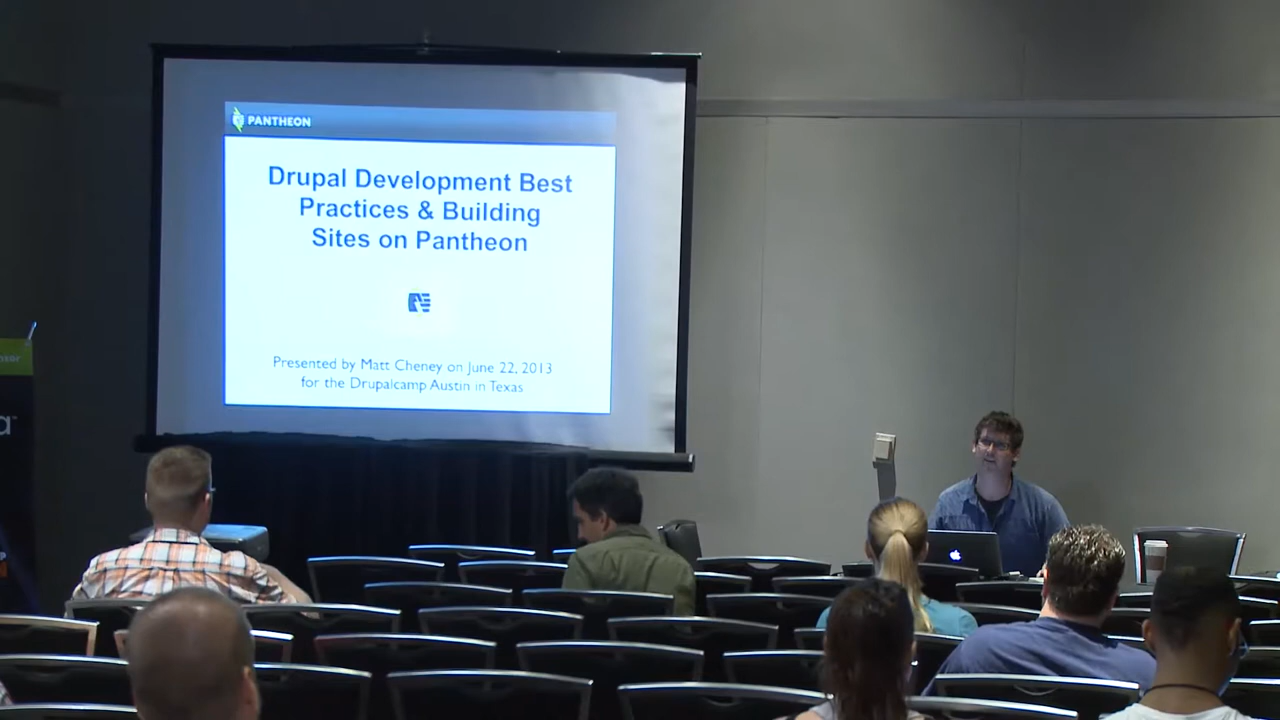 PANTHEON
Drupal Development Best
Practices & Building
Sites on Pantheon
Presented by Matt Cheney on June 22, 2013
for the Drupalcamp Austin in Texas